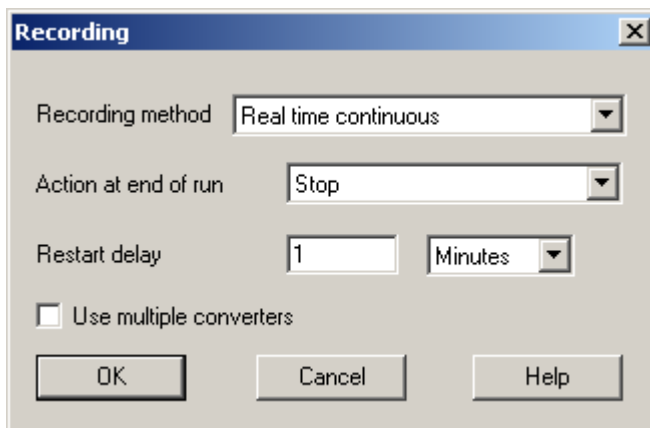 Recording
Recording method Real time continuous
Action at end of run Stop
Restart delay 1 Minutes
Use multiple converters
OK Cancel Help